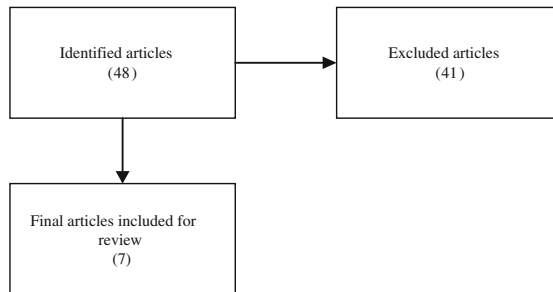 Identified articles
(48)
Excluded articles
(41)
Final articles included for
review
(7)